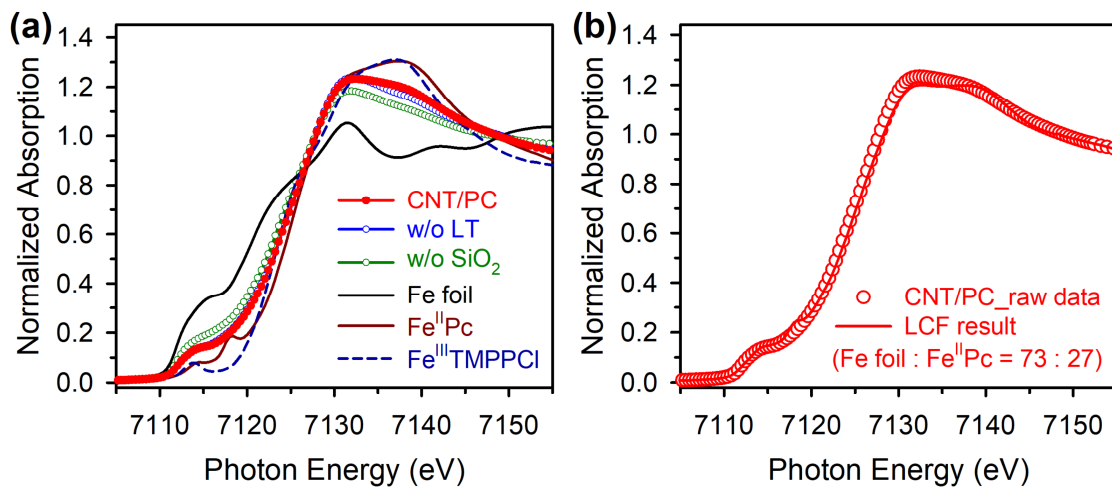 (a)
1.4
1.2
1.0
0.8
0.6
0.4
0.2
0.0
Normalized Absorption
CNT/PC
w/o LT
w/o SiO₂
Fe foil
FeᴵᴵPc
FeᴵᴵᴵTMPPCl
7110 7120 7130 7140 7150
Photon Energy (eV)
(b)
1.4
1.2
1.0
0.8
0.6
0.4
0.2
0.0
Normalized Absorption
CNT/PC_raw data
LCF result
(Fe foil : FeᴵᴵPc = 73 : 27)
7110 7120 7130 7140 7150
Photon Energy (eV)